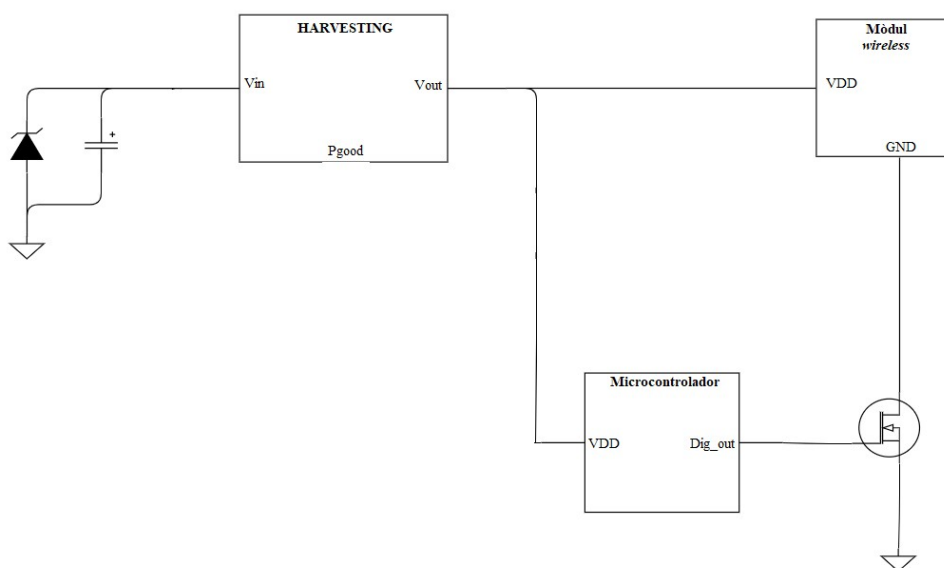 HARVESTING
Vin
Vout
Pgood
Mòdul
wireless
VDD
GND
+
Microcontrolador
VDD
Dig_out